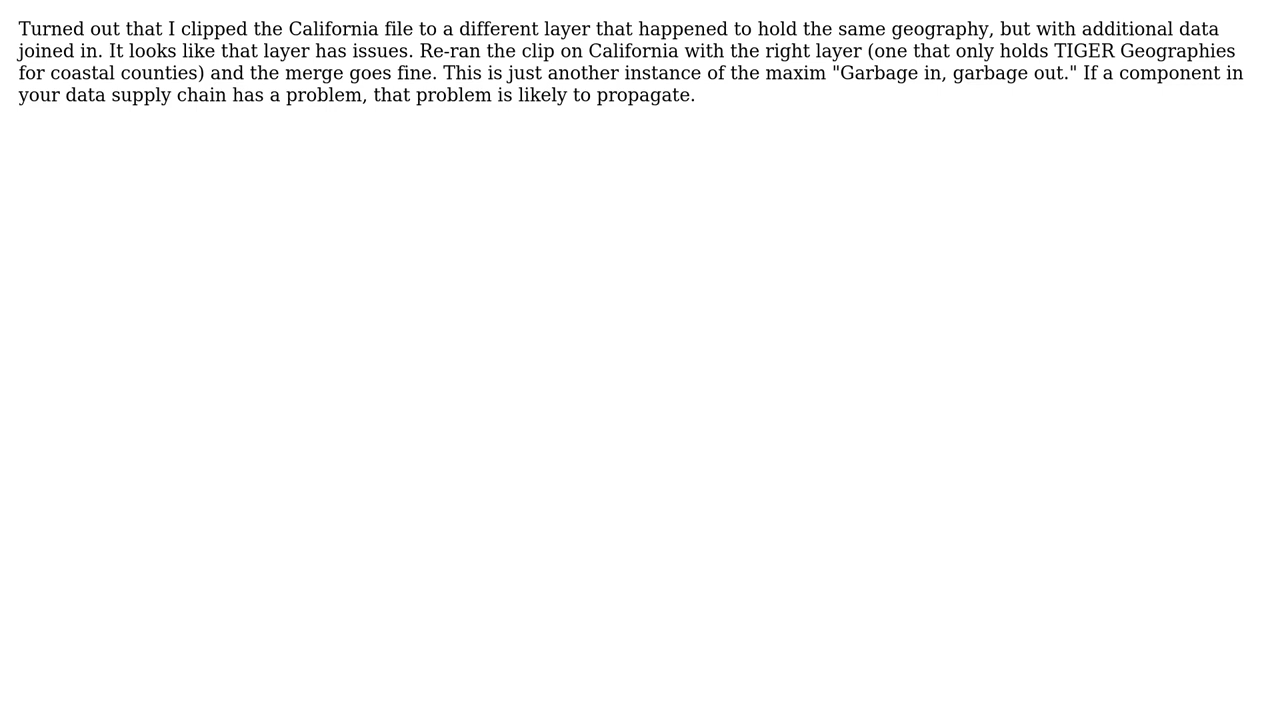 Turned out that I clipped the California file to a different layer that happened to hold the same geography, but with additional data
joined in. It looks like that layer has issues. Re-ran the clip on California with the right layer (one that only holds TIGER Geographies
for coastal counties) and the merge goes fine. This is just another instance of the maxim "Garbage in, garbage out." If a component in
your data supply chain has a problem, that problem is likely to propagate.